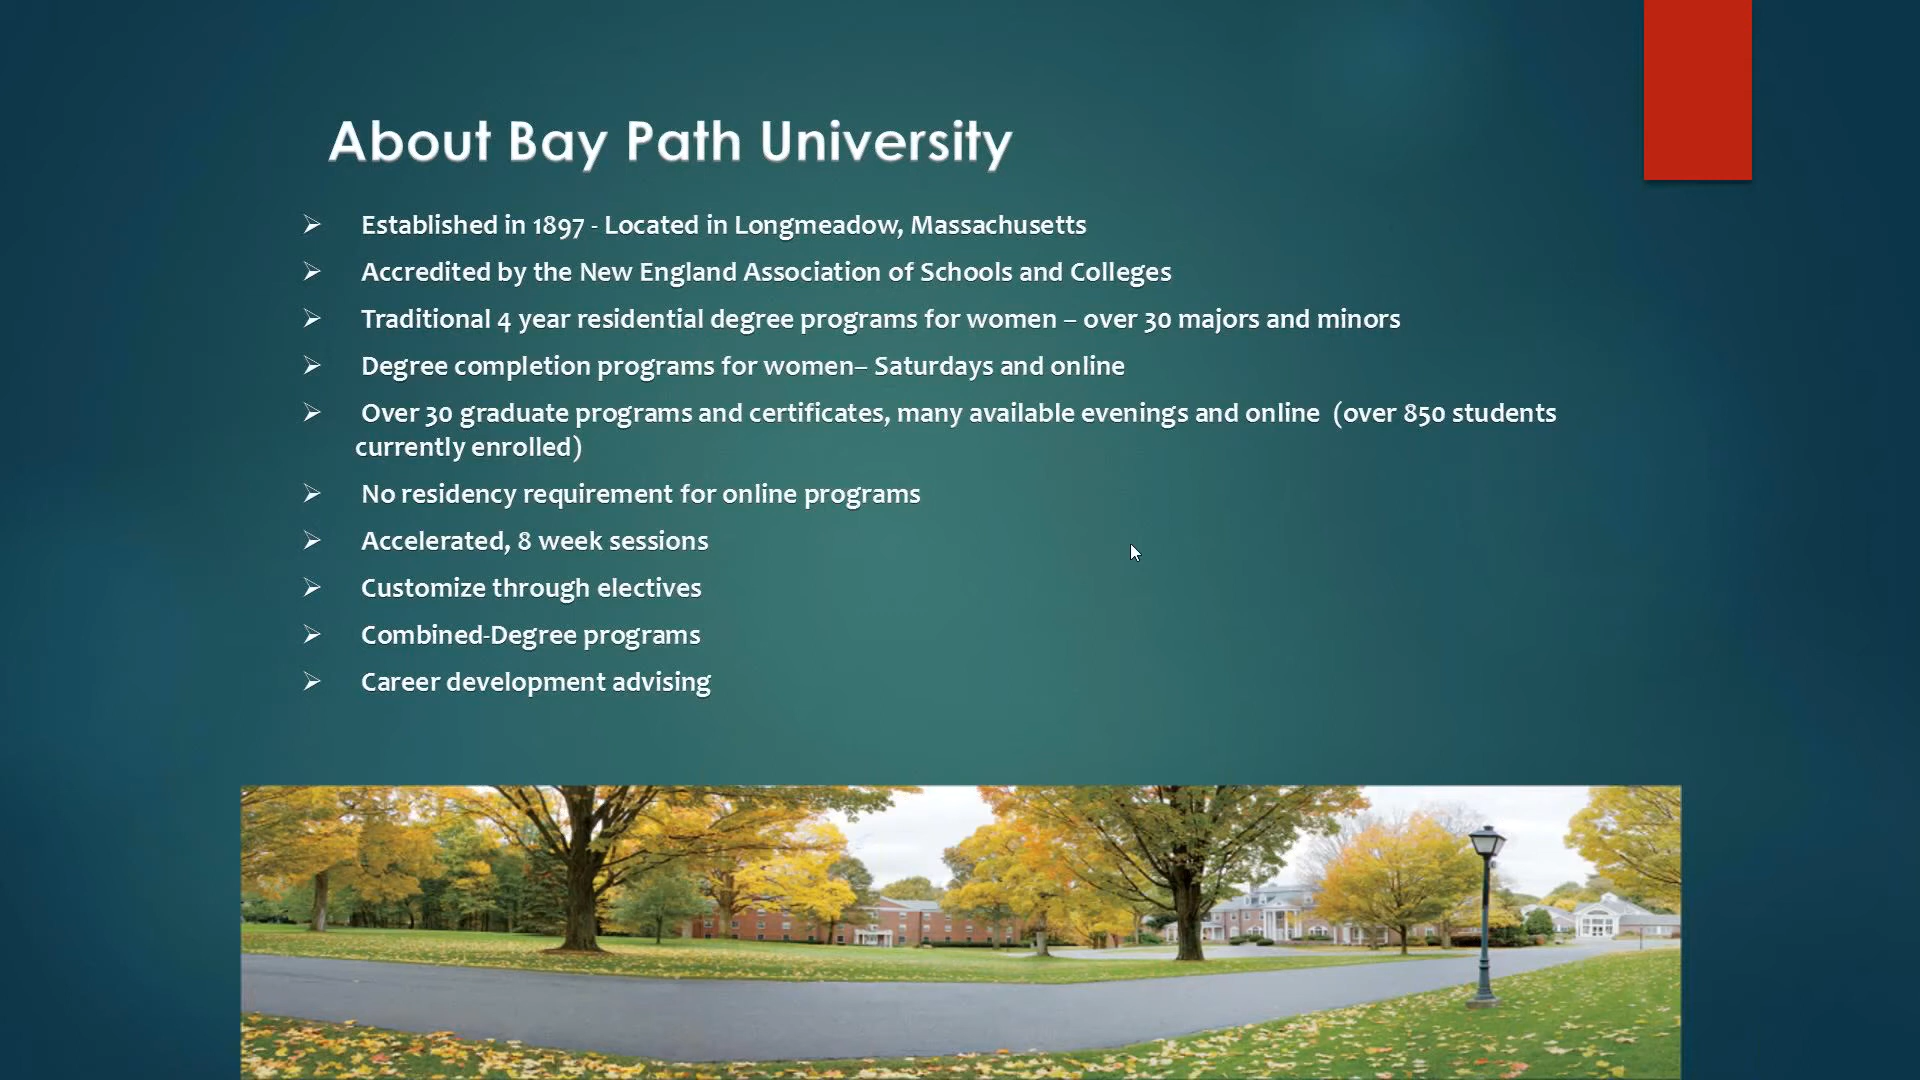 About Bay Path University
Established in 1897 - Located in Longmeadow, Massachusetts
Accredited by the New England Association of Schools and Colleges
Traditional 4 year residential degree programs for women – over 30 majors and minors
Degree completion programs for women– Saturdays and online
Over 30 graduate programs and certificates, many available evenings and online (over 850 students
currently enrolled)
No residency requirement for online programs
Accelerated, 8 week sessions
Customize through electives
Combined-Degree programs
Career development advising